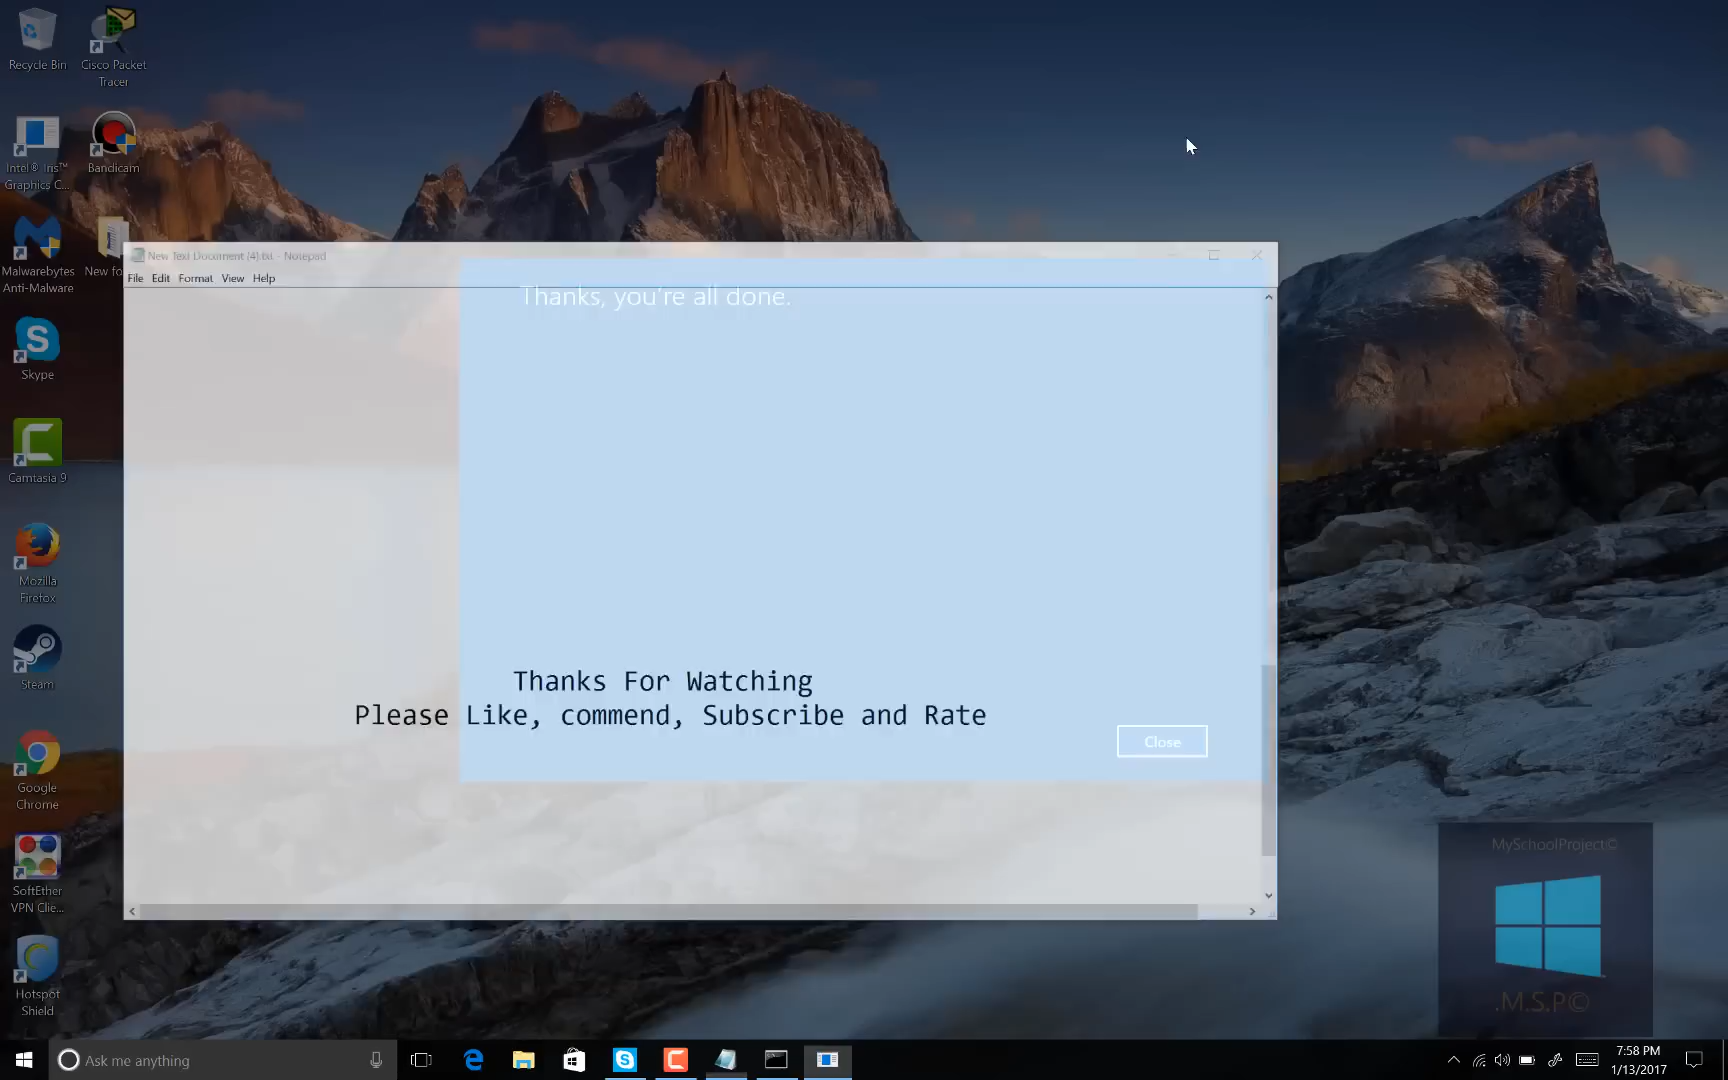 Recycle Bin
Cisco Packet
Tracer
Intel® Iris™
Graphics C...
Bandicam
Malwarebytes
Anti-Malware
New fo
Skype
Camtasia 9
Mozilla
Firefox
Steam
Google
Chrome
SoftEther
VPN Clie...
Hotspot
Shield
New Text Document (4).txt - Notepad
File Edit Format View Help
Thanks, you're all done.
Thanks For Watching
Please Like, commend, Subscribe and Rate
Close
MySchoolProject©
.M.S.P©
Ask me anything
7:58 PM
1/13/2017